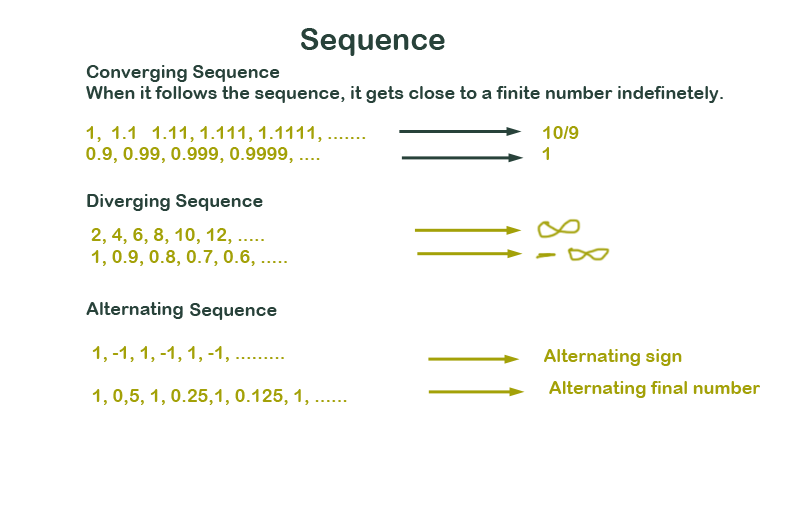 Sequence
Converging Sequence
When it follows the sequence, it gets close to a finite number indefinetely.
1, 1.1 1.11, 1.111, 1.1111, ....... 10/9
0.9, 0.99, 0.999, 0.9999, .... 1
Diverging Sequence
2, 4, 6, 8, 10, 12, ..... ∞
1, 0.9, 0.8, 0.7, 0.6, ..... - ∞
Alternating Sequence
1, -1, 1, -1, 1, -1, ......... Alternating sign
1, 0,5, 1, 0.25,1, 0.125, 1, ...... Alternating final number